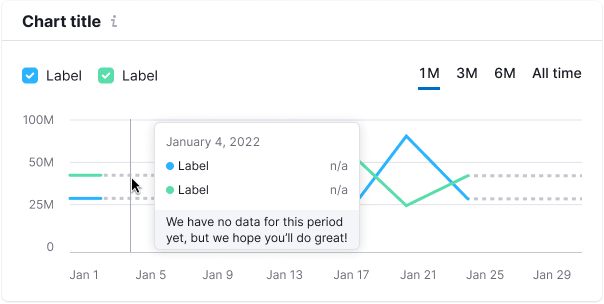 Chart title i
Label Label 1M 3M 6M All time
100M
50M
25M
0
January 4, 2022
Label n/a
Label n/a
We have no data for this period
yet, but we hope you'll do great!
Jan 1 Jan 5 Jan 9 Jan 13 Jan 17 Jan 21 Jan 25 Jan 29